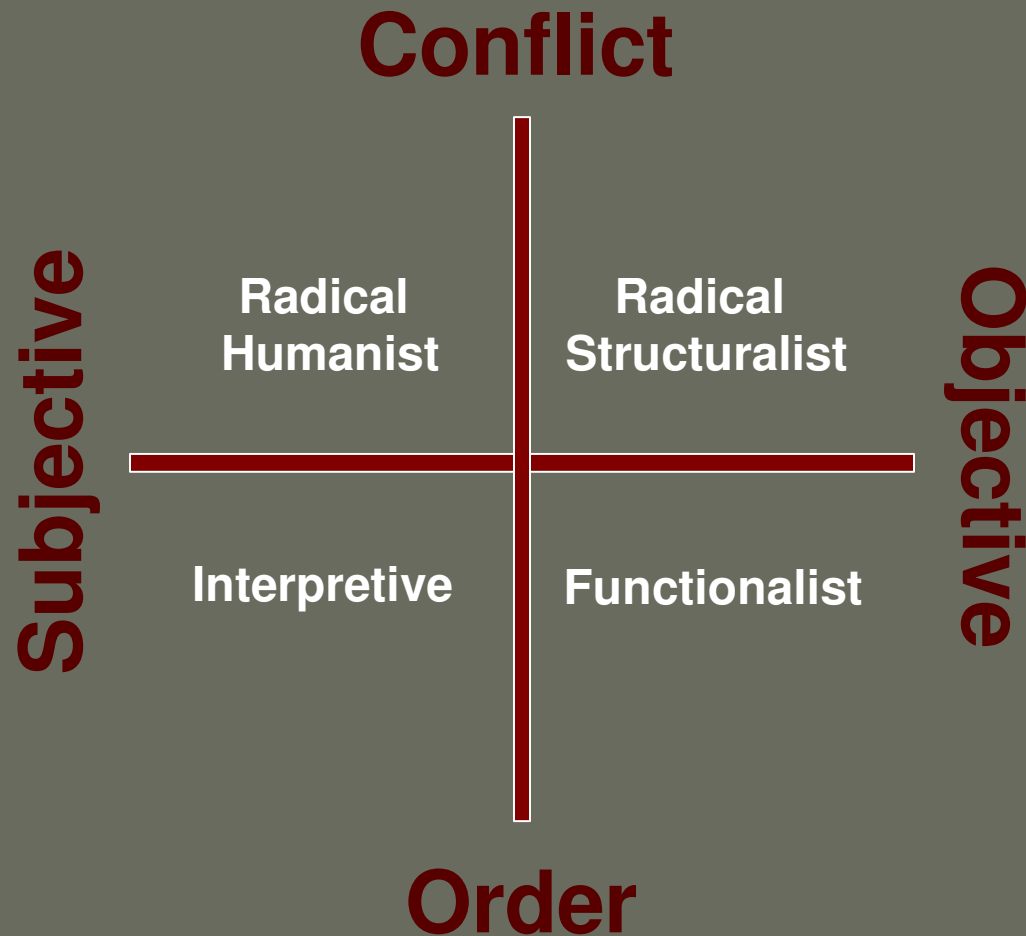 Conflict
Subjective
Radical
Humanist
Radical
Structuralist
Objective
Interpretive
Functionalist
Order